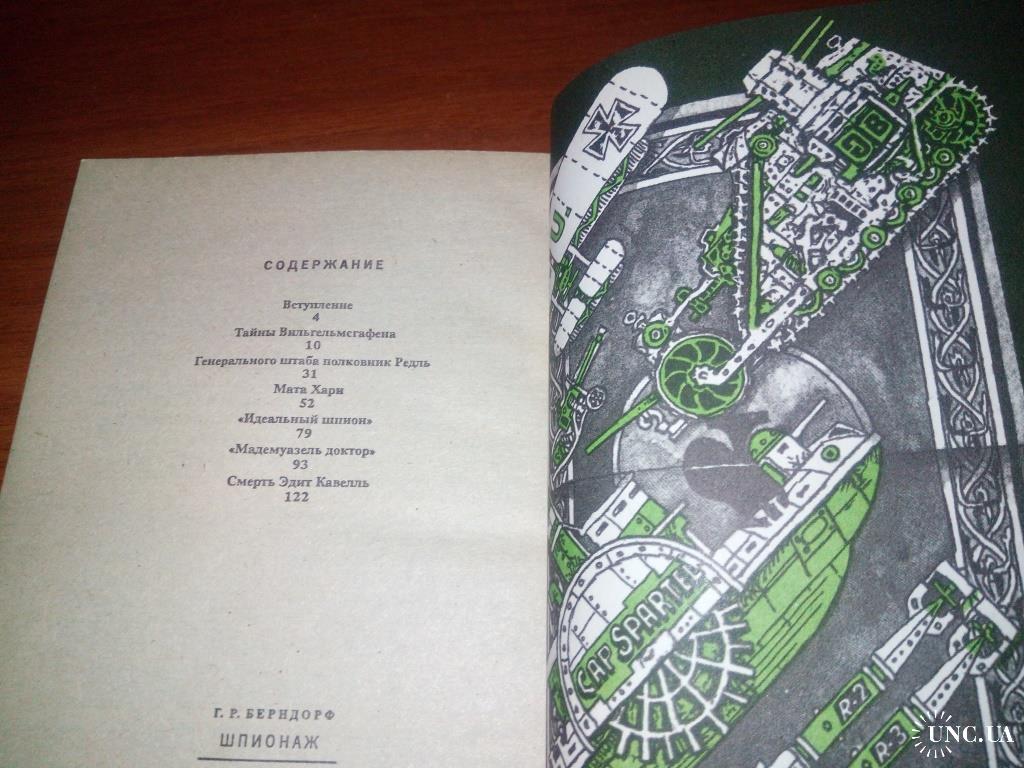 СОДЕРЖАНИЕ
Вступление
4
Тайны Вильгельмсгафена
10
Генерального штаба полковник Редль
31
Мата Хари
52
«Идеальный шпион»
79
«Мадемуазель доктор»
93
Смерть Эдит Кавелль
122
Г. Р. БЕРНДОРФ
ШПИОНАЖ
JB
CAP SPARTEL
R-2
R-3
UNC.UA